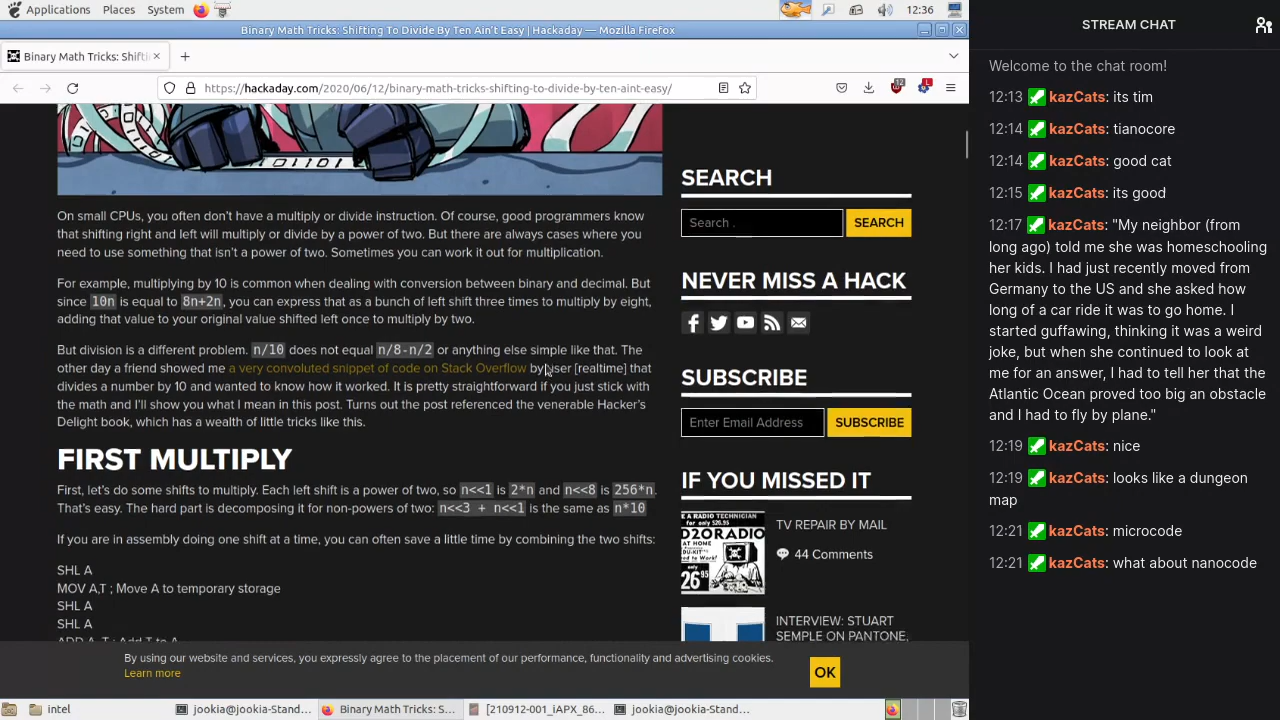 Applications Places System 12:36
Binary Math Tricks: Shifting To Divide By Ten Ain't Easy | Hackaday — Mozilla Firefox
Binary Math Tricks: Shifti
https://hackaday.com/2020/06/12/binary-math-tricks-shifting-to-divide-by-ten-aint-easy/
12
L
On small CPUs, you often don't have a multiply or divide instruction. Of course, good programmers know
that shifting right and left will multiply or divide by a power of two. But there are always cases where you
need to use something that isn't a power of two. Sometimes you can work it out for multiplication.
For example, multiplying by 10 is common when dealing with conversion between binary and decimal. But
since 10n is equal to 8n+2n, you can express that as a bunch of left shift three times to multiply by eight,
adding that value to your original value shifted left once to multiply by two.
But division is a different problem. n/10 does not equal n/8-n/2 or anything else simple like that. The
other day a friend showed me a very convoluted snippet of code on Stack Overflow by user [realtime] that
divides a number by 10 and wanted to know how it worked. It is pretty straightforward if you just stick with
the math and I'll show you what I mean in this post. Turns out the post referenced the venerable Hacker's
Delight book, which has a wealth of little tricks like this.
FIRST MULTIPLY
First, let's do some shifts to multiply. Each left shift is a power of two, so n<<1 is 2*n and n<<8 is 256*n.
That's easy. The hard part is decomposing it for non-powers of two: n<<3 + n<<1 is the same as n*10
If you are in assembly doing one shift at a time, you can often save a little time by combining the two shifts:
SHL A
MOV A,T ; Move A to temporary storage
SHL A
SHL A
ADD A, T ; Add T to A
SEARCH
Search .
SEARCH
NEVER MISS A HACK
SUBSCRIBE
Enter Email Address
SUBSCRIBE
IF YOU MISSED IT
TV REPAIR BY MAIL
44 Comments
INTERVIEW: STUART
SEMPLE ON PANTONE,
By using our website and services, you expressly agree to the placement of our performance, functionality and advertising cookies.
Learn more
OK
intel
jookia@jookia-Stand...
Binary Math Tricks: S...
[210912-001_iAPX_86...
jookia@jookia-Stand...
STREAM CHAT
Welcome to the chat room!
12:13 kazCats: its tim
12:14 kazCats: tianocore
12:14 kazCats: good cat
12:15 kazCats: its good
12:17 kazCats: "My neighbor (from
long ago) told me she was homeschooling
her kids. I had just recently moved from
Germany to the US and she asked how
long of a car ride it was to go home. I
started guffawing, thinking it was a weird
joke, but when she continued to look at
me for an answer, I had to tell her that the
Atlantic Ocean proved too big an obstacle
and I had to fly by plane."
12:19 kazCats: nice
12:19 kazCats: looks like a dungeon
map
12:21 kazCats: microcode
12:21 kazCats: what about nanocode